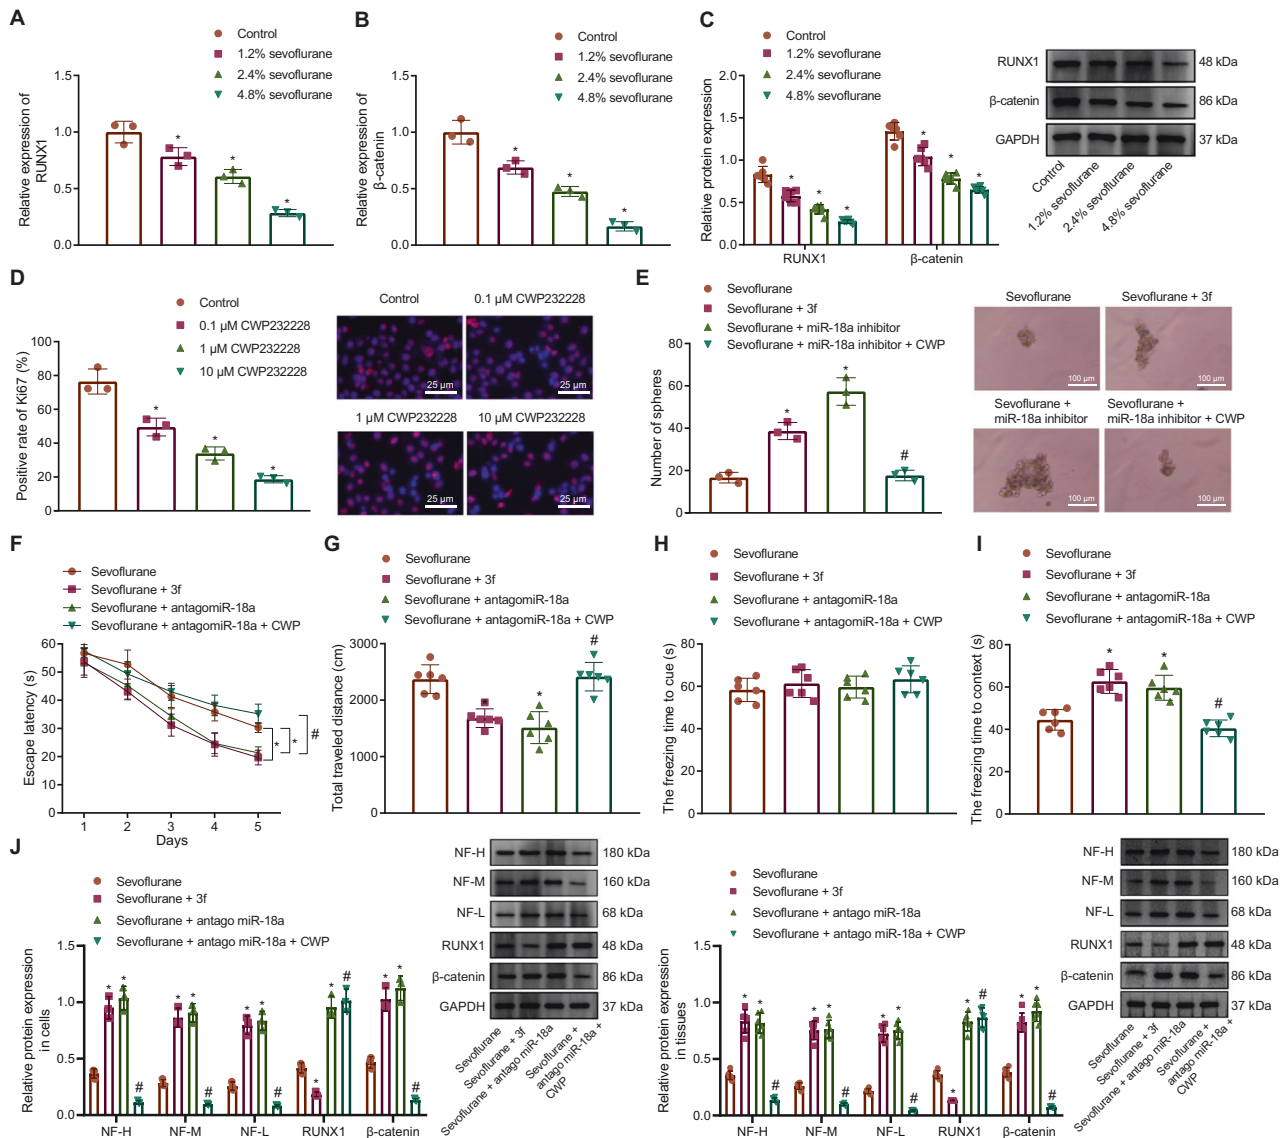 A
Control
1.2% sevoflurane
2.4% sevoflurane
4.8% sevoflurane
Relative expression of
RUNX1
1.5
1.0
0.5
0.0
*
*
*
B
Control
1.2% sevoflurane
2.4% sevoflurane
4.8% sevoflurane
Relative expression of
β-catenin
1.5
1.0
0.5
0.0
*
*
*
C
Control
1.2% sevoflurane
2.4% sevoflurane
4.8% sevoflurane
Relative protein expression
2.0
1.5
1.0
0.5
0.0
*
*
*
*
*
*
RUNX1
β-catenin
RUNX1
48 kDa
β-catenin
86 kDa
GAPDH
37 kDa
Control
1.2% sevoflurane
2.4% sevoflurane
4.8% sevoflurane
D
Control
0.1 µM CWP232228
1 µM CWP232228
10 µM CWP232228
Positive rate of Ki67 (%)
100
80
60
40
20
0
*
*
*
Control
0.1 µM CWP232228
25 µm
25 µm
1 µM CWP232228
10 µM CWP232228
25 µm
25 µm
E
Sevoflurane
Sevoflurane + 3f
Sevoflurane + miR-18a inhibitor
Sevoflurane + miR-18a inhibitor + CWP
Number of spheres
80
60
40
20
0
*
*
#
Sevoflurane
Sevoflurane + 3f
100 µm
100 µm
Sevoflurane +
miR-18a inhibitor
Sevoflurane +
miR-18a inhibitor + CWP
100 µm
100 µm
F
Sevoflurane
Sevoflurane + 3f
Sevoflurane + antagomiR-18a
Sevoflurane + antagomiR-18a + CWP
Escape latency (s)
60
50
40
30
20
10
0
1
2
3
4
5
Days
*
*
#
G
Sevoflurane
Sevoflurane + 3f
Sevoflurane + antagomiR-18a
Sevoflurane + antagomiR-18a + CWP
Total traveled distance (cm)
3000
2000
1000
0
*
#
H
Sevoflurane
Sevoflurane + 3f
Sevoflurane + antagomiR-18a
Sevoflurane + antagomiR-18a + CWP
The freezing time to cue (s)
80
60
40
20
0
I
Sevoflurane
Sevoflurane + 3f
Sevoflurane + antagomiR-18a
Sevoflurane + antagomiR-18a + CWP
The freezing time to context (s)
80
60
40
20
0
*
*
#
J
Sevoflurane
Sevoflurane + 3f
Sevoflurane + antago miR-18a
Sevoflurane + antago miR-18a + CWP
Relative protein expression
in cells
1.5
1.0
0.5
0.0
*
*
#
*
*
#
*
*
#
*
*
#
*
*
#
NF-H
NF-M
NF-L
RUNX1
β-catenin
NF-H
180 kDa
NF-M
160 kDa
NF-L
68 kDa
RUNX1
48 kDa
β-catenin
86 kDa
GAPDH
37 kDa
Sevoflurane
Sevoflurane + 3f
Sevoflurane + antago miR-18a
Sevoflurane +
antago miR-18a +
CWP
Sevoflurane
Sevoflurane + 3f
Sevoflurane + antago miR-18a
Sevoflurane + antago miR-18a + CWP
Relative protein expression
in tissues
1.5
1.0
0.5
0.0
*
*
#
*
*
#
*
*
#
*
*
#
*
*
#
NF-H
NF-M
NF-L
RUNX1
β-catenin
NF-H
180 kDa
NF-M
160 kDa
NF-L
68 kDa
RUNX1
48 kDa
β-catenin
86 kDa
GAPDH
37 kDa
Sevoflurane
Sevoflurane + 3f
Sevoflurane + antago miR-18a
Sevoflurane +
antago miR-18a +
CWP